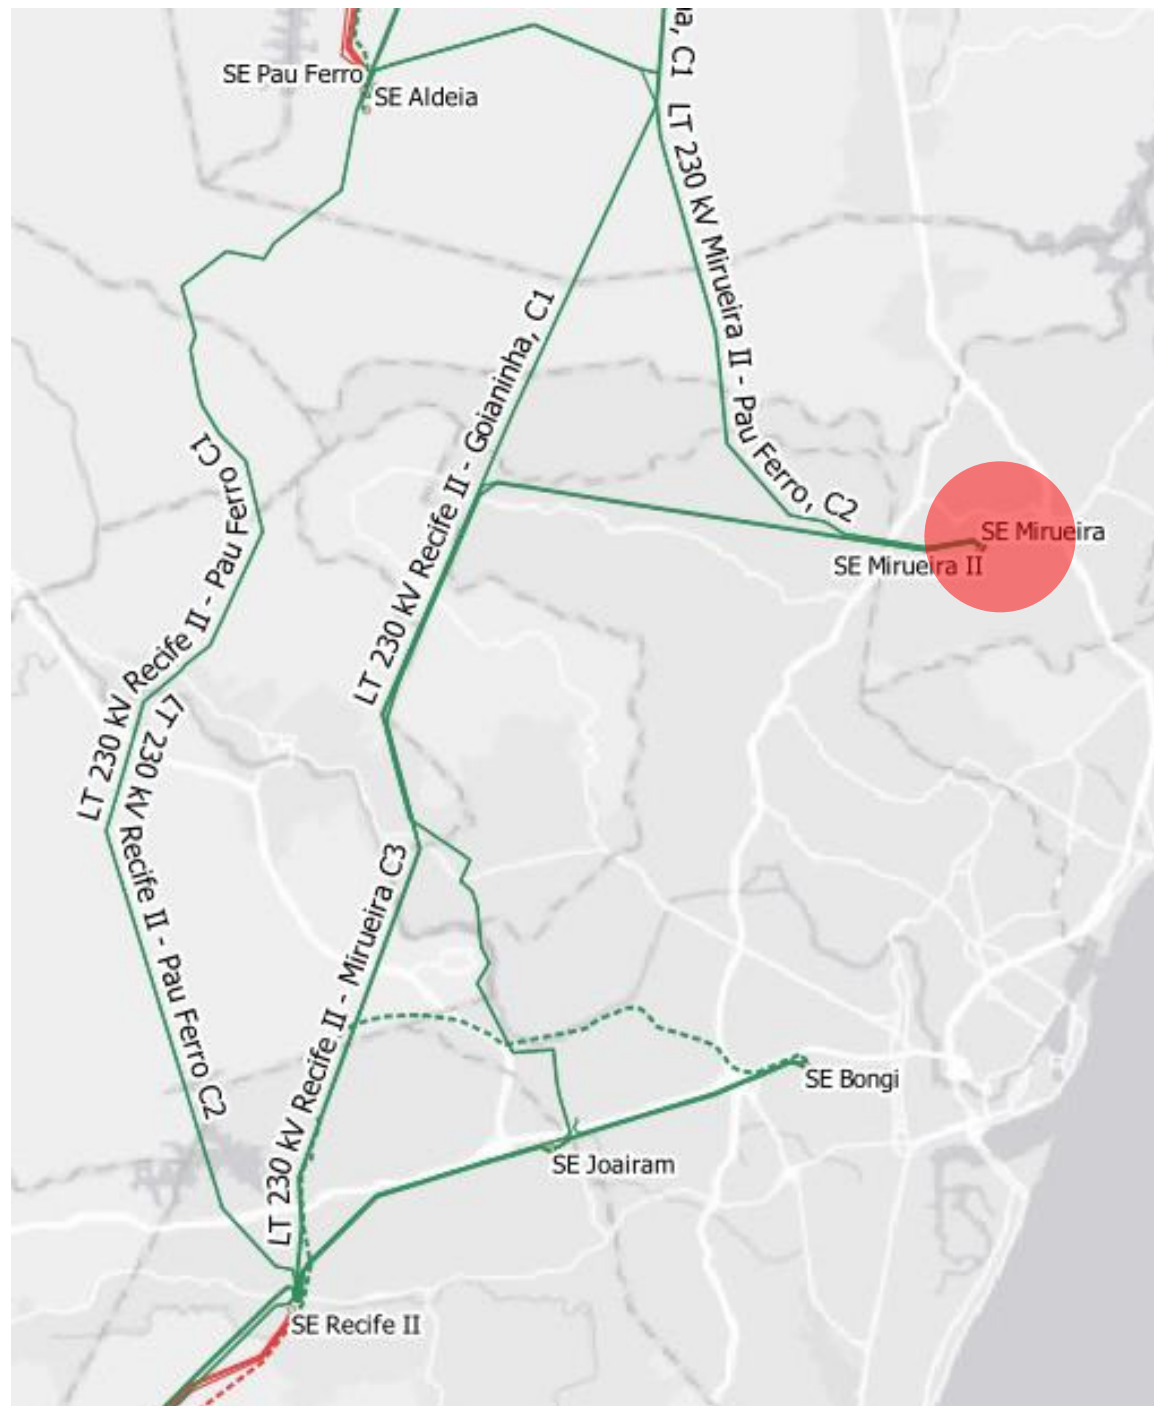 a, C1
SE Pau Ferro
SE Aldeia
LT 230 kV Mirueira II - Pau Ferro, C2
LT 230 kV Recife II - Goianinha, C1
LT 230 kV Recife II - Pau Ferro C1
SE Mirueira
SE Mirueira II
LT 230 kV Recife II - Pau Ferro C2
LT 230 kV Recife II - Mirueira C3
SE Bongi
SE Joairam
SE Recife II